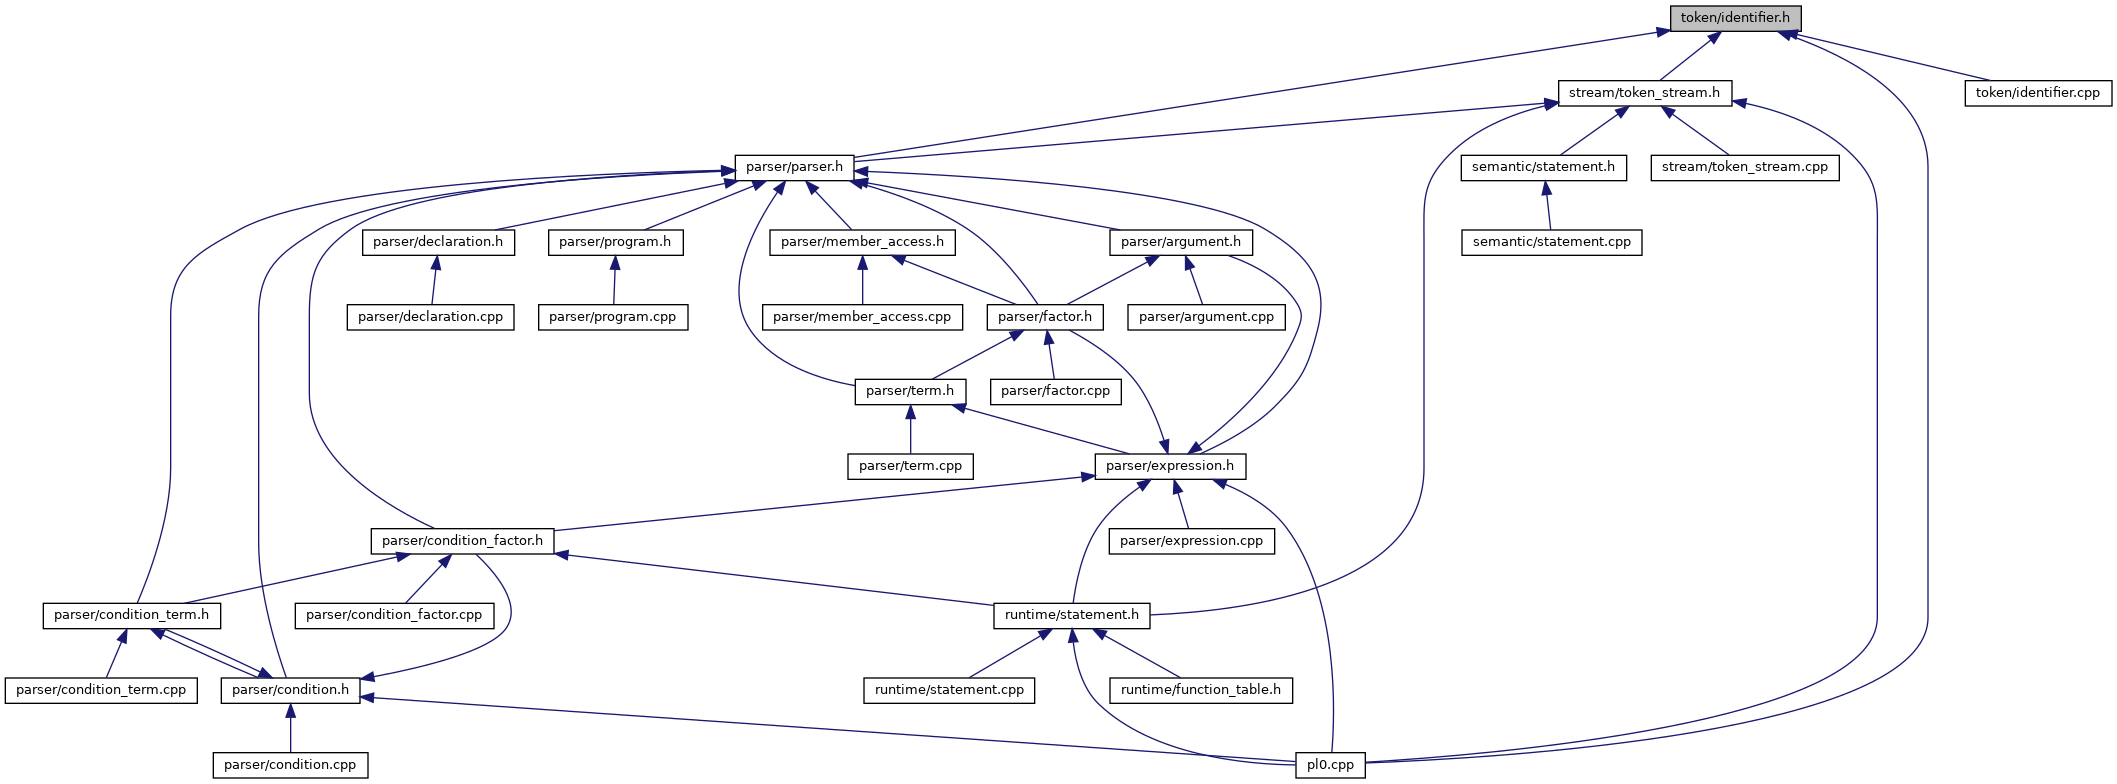 token/identifier.h
stream/token_stream.h
token/identifier.cpp
parser/parser.h
semantic/statement.h
stream/token_stream.cpp
parser/declaration.h
parser/program.h
parser/member_access.h
parser/argument.h
semantic/statement.cpp
parser/declaration.cpp
parser/program.cpp
parser/member_access.cpp
parser/factor.h
parser/argument.cpp
parser/term.h
parser/factor.cpp
parser/term.cpp
parser/expression.h
parser/condition_factor.h
parser/expression.cpp
parser/condition_term.h
parser/condition_factor.cpp
runtime/statement.h
parser/condition_term.cpp
parser/condition.h
runtime/statement.cpp
runtime/function_table.h
parser/condition.cpp
pl0.cpp